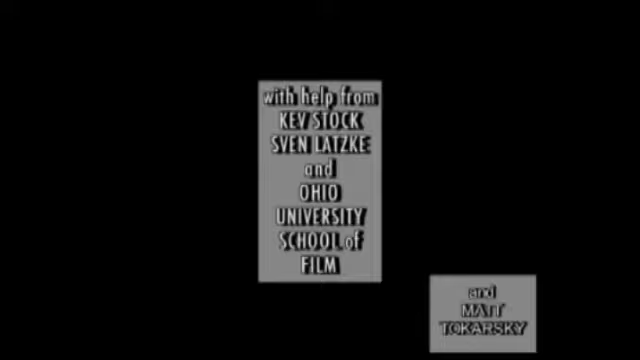 with help from
KEV STOCK
SVEN LATZKE
and
OHIO
UNIVERSITY
SCHOOL of
FILM
and
MATT
TOKARSKY